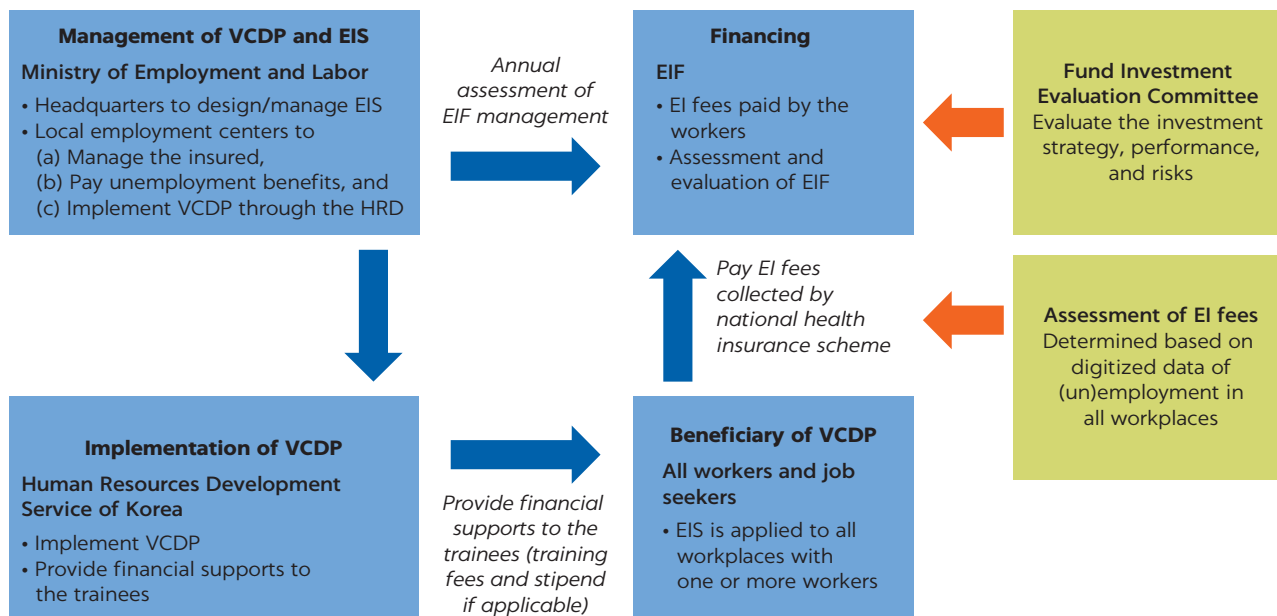 Management of VCDP and EIS
Ministry of Employment and Labor
• Headquarters to design/manage EIS
• Local employment centers to
(a) Manage the insured,
(b) Pay unemployment benefits, and
(c) Implement VCDP through the HRD
Annual
assessment of
EIF management
Financing
EIF
• EI fees paid by the
workers
• Assessment and
evaluation of EIF
Fund Investment
Evaluation Committee
Evaluate the investment
strategy, performance,
and risks
Pay EI fees
collected by
national health
insurance scheme
Assessment of EI fees
Determined based on
digitized data of
(un)employment in
all workplaces
Implementation of VCDP
Human Resources Development
Service of Korea
• Implement VCDP
• Provide financial supports to
the trainees
Provide financial
supports to the
trainees (training
fees and stipend
if applicable)
Beneficiary of VCDP
All workers and job
seekers
• EIS is applied to all
workplaces with
one or more workers